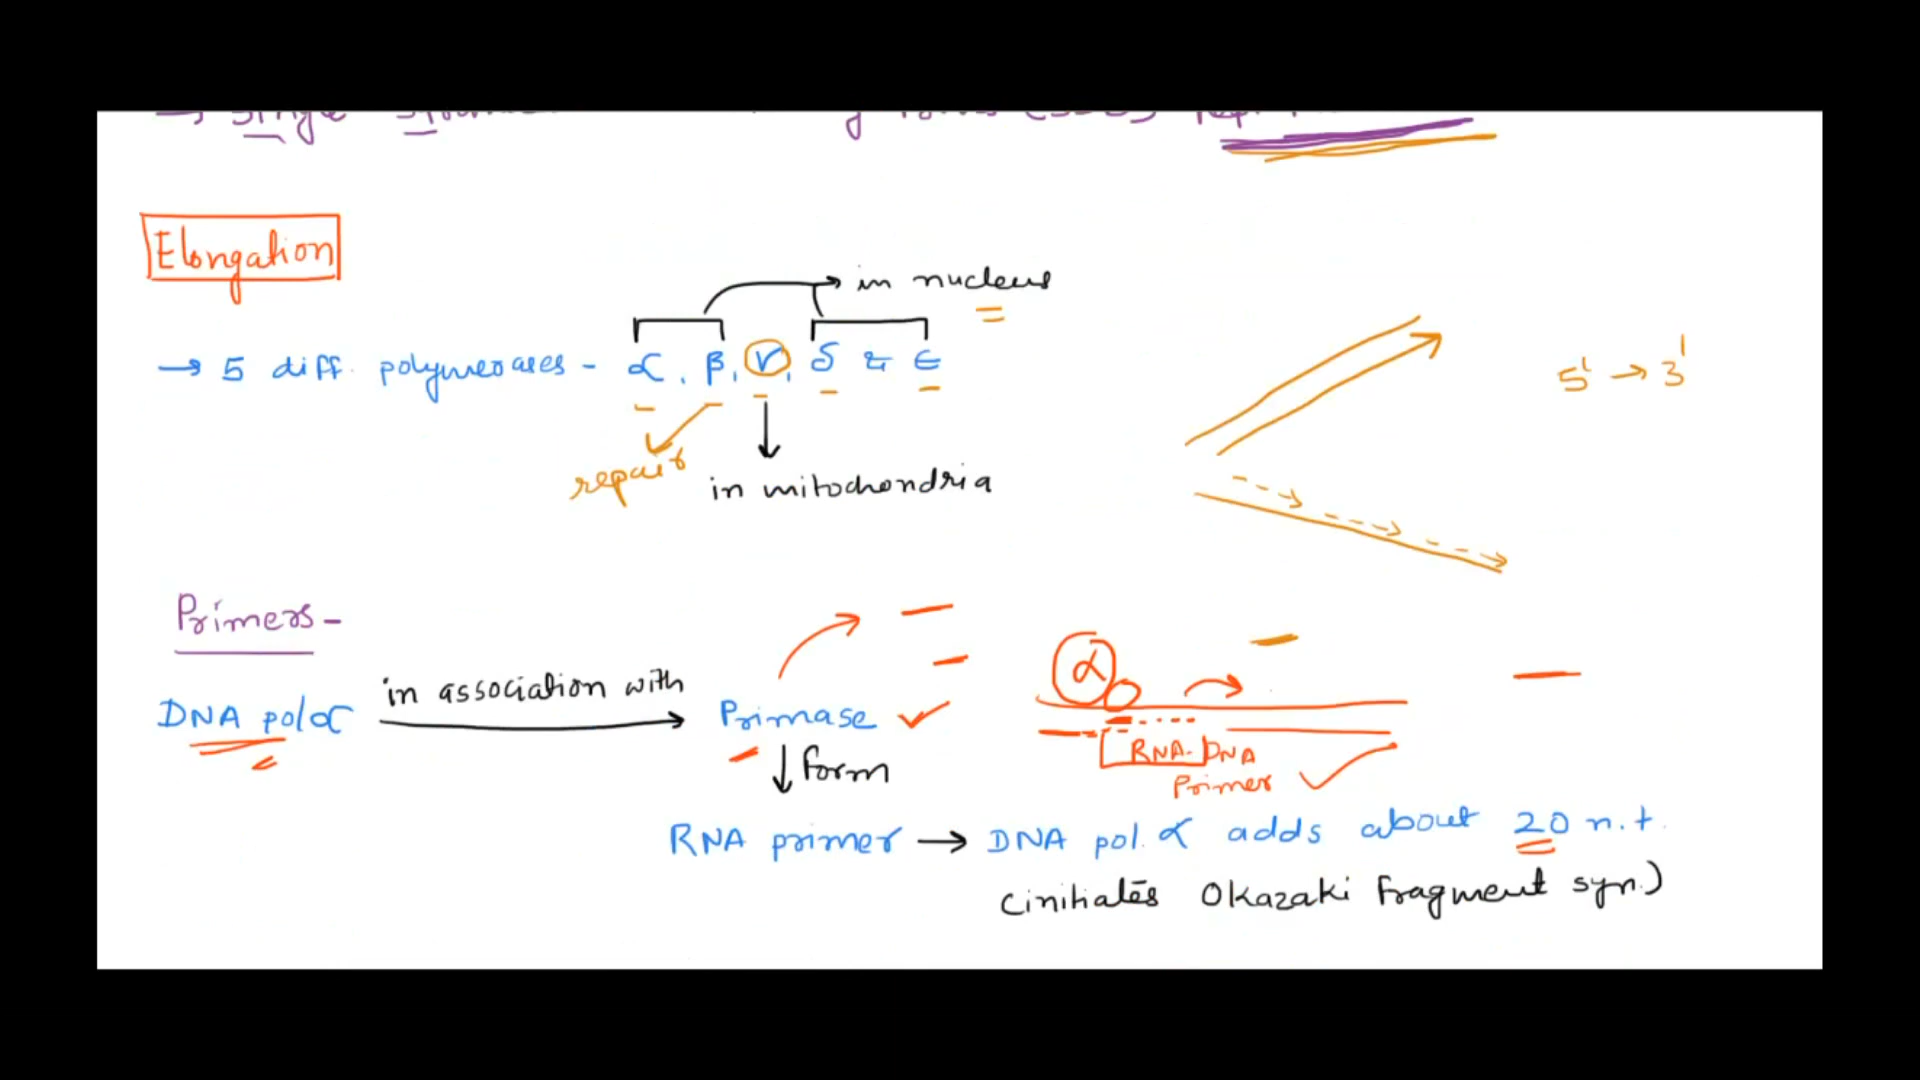 → Single
Elongation
→ in nucleus
→ 5 diff. polymerases - α, β, γ, δ & ε
5' → 3'
repair
in mitochondria
Primers -
α
DNA pol α in association with Primase
↓ form
RNA-DNA
Primer
RNA primer → DNA pol. α adds about 20 n.t.
(initiates Okazaki fragment syn.)